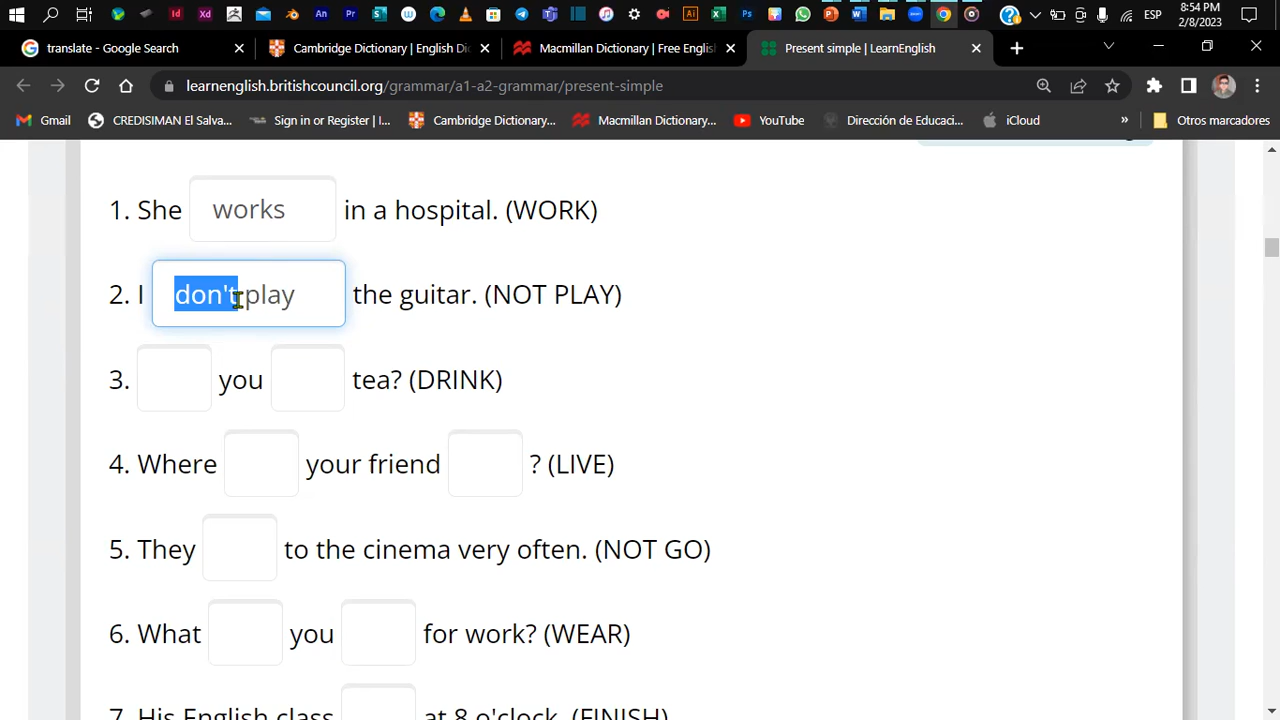 8:54 PM
ESP
2/8/2023
translate - Google Search
Cambridge Dictionary | English Dic
Macmillan Dictionary | Free English
Present simple | LearnEnglish
learnenglish.britishcouncil.org/grammar/a1-a2-grammar/present-simple
Gmail
CREDISIMAN El Salva...
Sign in or Register | I...
Cambridge Dictionary...
Macmillan Dictionary...
YouTube
Dirección de Educaci...
iCloud
»
Otros marcadores
1. She works in a hospital. (WORK)
2. I don't play the guitar. (NOT PLAY)
3. you tea? (DRINK)
4. Where your friend ? (LIVE)
5. They to the cinema very often. (NOT GO)
6. What you for work? (WEAR)
7. His English class at 8 o'clock. (FINISH)